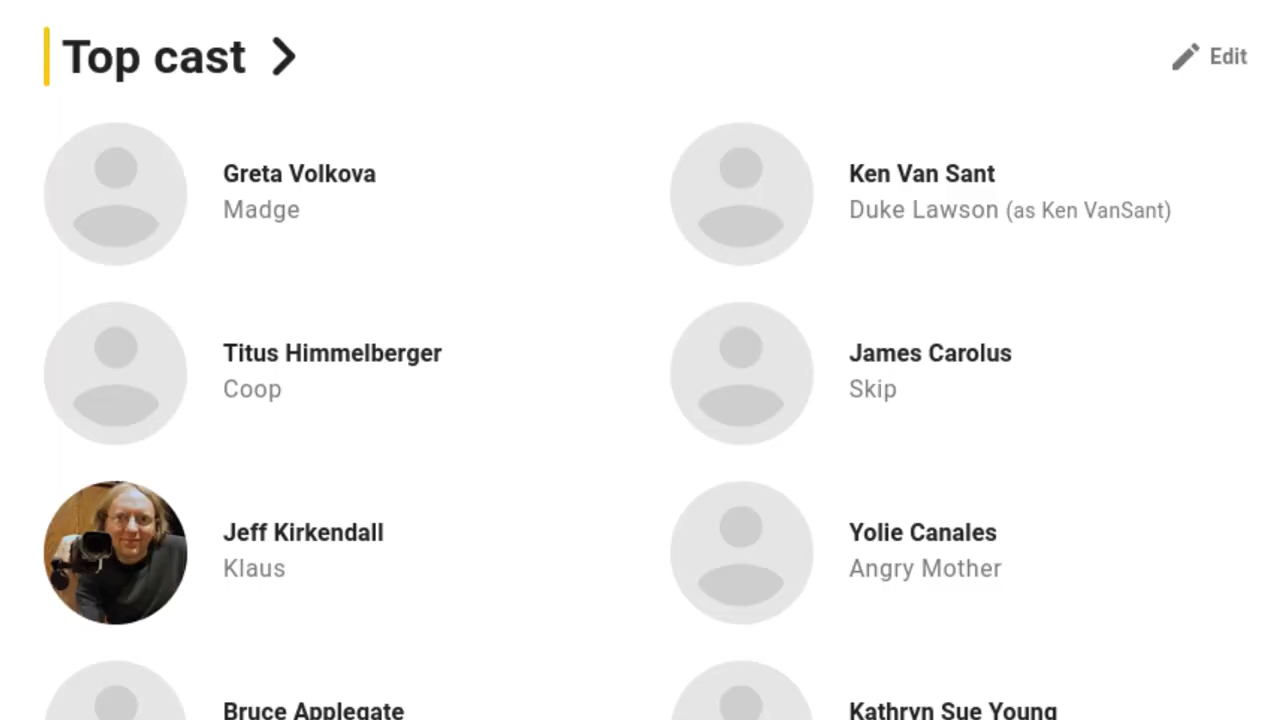 Top cast
Edit
Greta Volkova
Madge
Ken Van Sant
Duke Lawson (as Ken VanSant)
Titus Himmelberger
Coop
James Carolus
Skip
Jeff Kirkendall
Klaus
Yolie Canales
Angry Mother
Bruce Applegate
Kathryn Sue Young